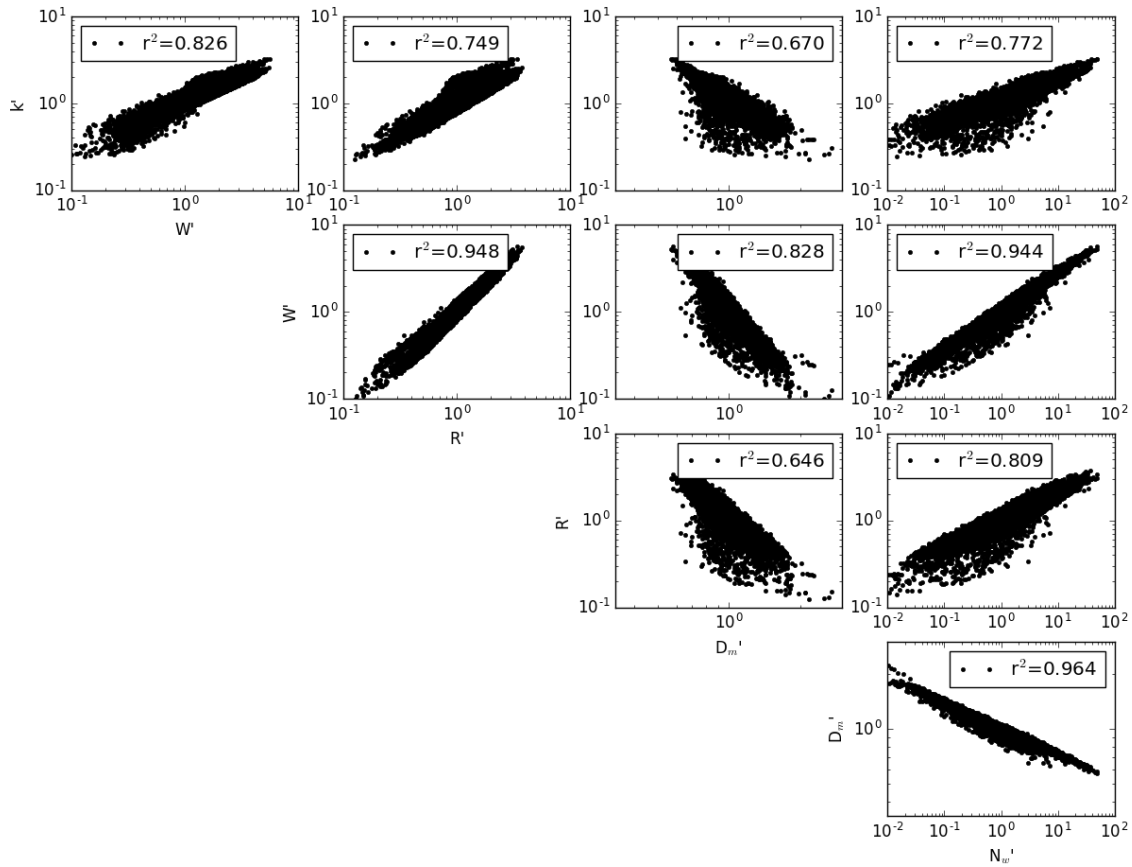 10¹ 10¹ 10¹ 10¹
r²=0.826 r²=0.749 r²=0.670 r²=0.772
k' 10⁰ 10⁰ 10⁰ 10⁰
10⁻¹ 10⁻¹ 10⁻¹ 10⁻¹
10⁻¹ 10⁰ 10¹ 10⁻¹ 10⁰ 10¹ 10⁰ 10⁻² 10⁻¹ 10⁰ 10¹ 10²
W'
10¹ 10¹ 10¹
r²=0.948 r²=0.828 r²=0.944
W' 10⁰ 10⁰ 10⁰
10⁻¹ 10⁻¹ 10⁻¹
10⁻¹ 10⁰ 10¹ 10⁰ 10⁻² 10⁻¹ 10⁰ 10¹ 10²
R'
10¹ 10¹
r²=0.646 r²=0.809
R' 10⁰ 10⁰
10⁻¹ 10⁻¹
10⁰ 10⁻² 10⁻¹ 10⁰ 10¹ 10²
Dₘ'
r²=0.964
Dₘ' 10⁰
10⁻² 10⁻¹ 10⁰ 10¹ 10²
N_w'